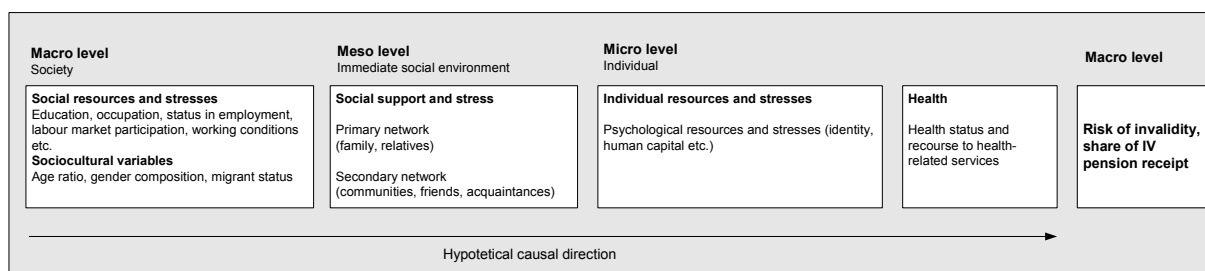 Macro level
Society
Social resources and stresses
Education, occupation, status in employment,
labour market participation, working conditions
etc.
Sociocultural variables
Age ratio, gender composition, migrant status
Meso level
Immediate social environment
Social support and stress
Primary network
(family, relatives)
Secondary network
(communities, friends, acquaintances)
Micro level
Individual
Individual resources and stresses
Psychological resources and stresses (identity,
human capital etc.)
Health
Health status and
recourse to health-
related services
Macro level
Risk of invalidity,
share of IV
pension receipt
Hypotetical causal direction